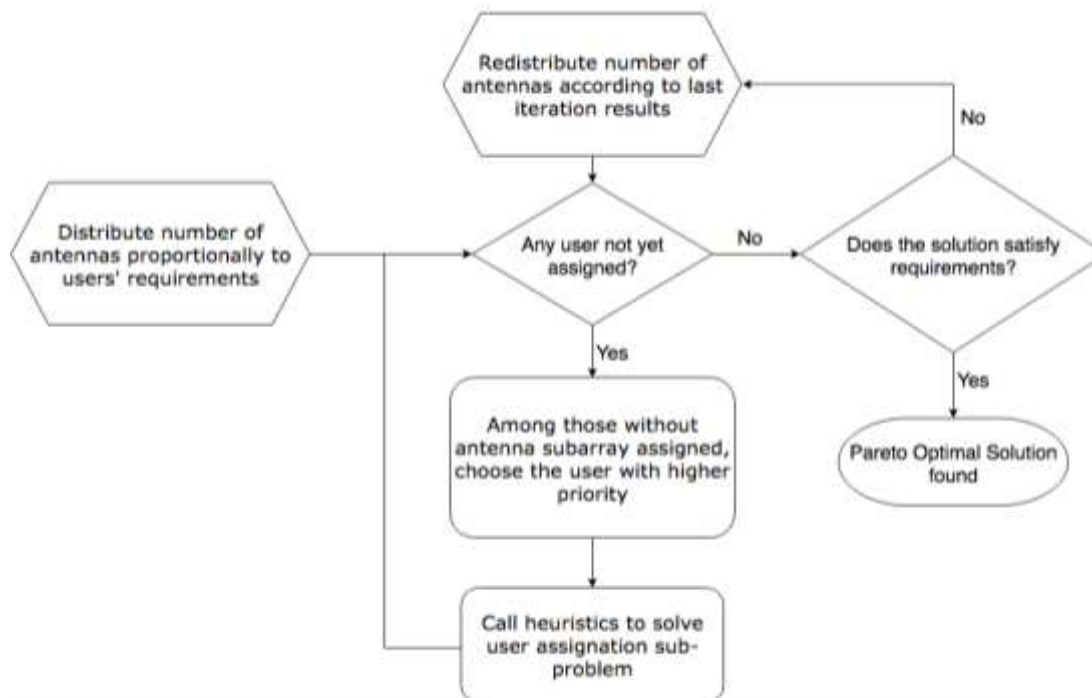 Redistribute number of
antennas according to last
iteration results
No
Distribute number of
antennas proportionally to
users' requirements
Any user not yet
assigned?
No
Does the solution satisfy
requirements?
Yes
Yes
Among those without
antenna subarray assigned,
choose the user with higher
priority
Pareto Optimal Solution
found
Call heuristics to solve
user assignation sub-
problem